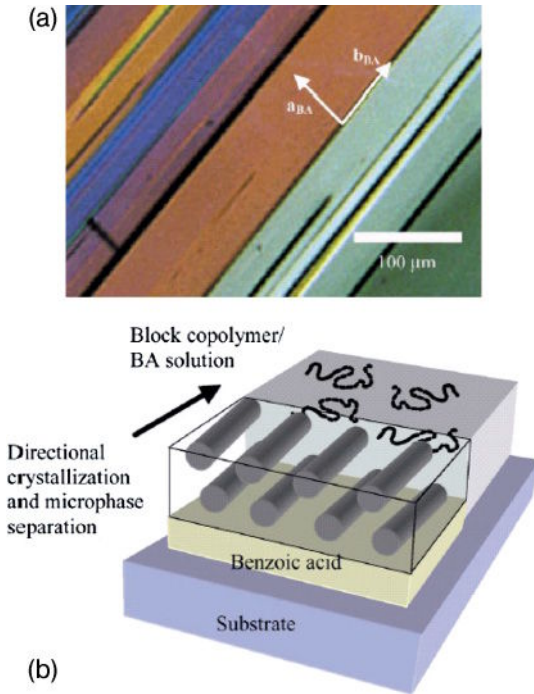 (a)
b_BA
a_BA
100 µm
Block copolymer/
BA solution
Directional
crystallization
and microphase
separation
Benzoic acid
Substrate
(b)